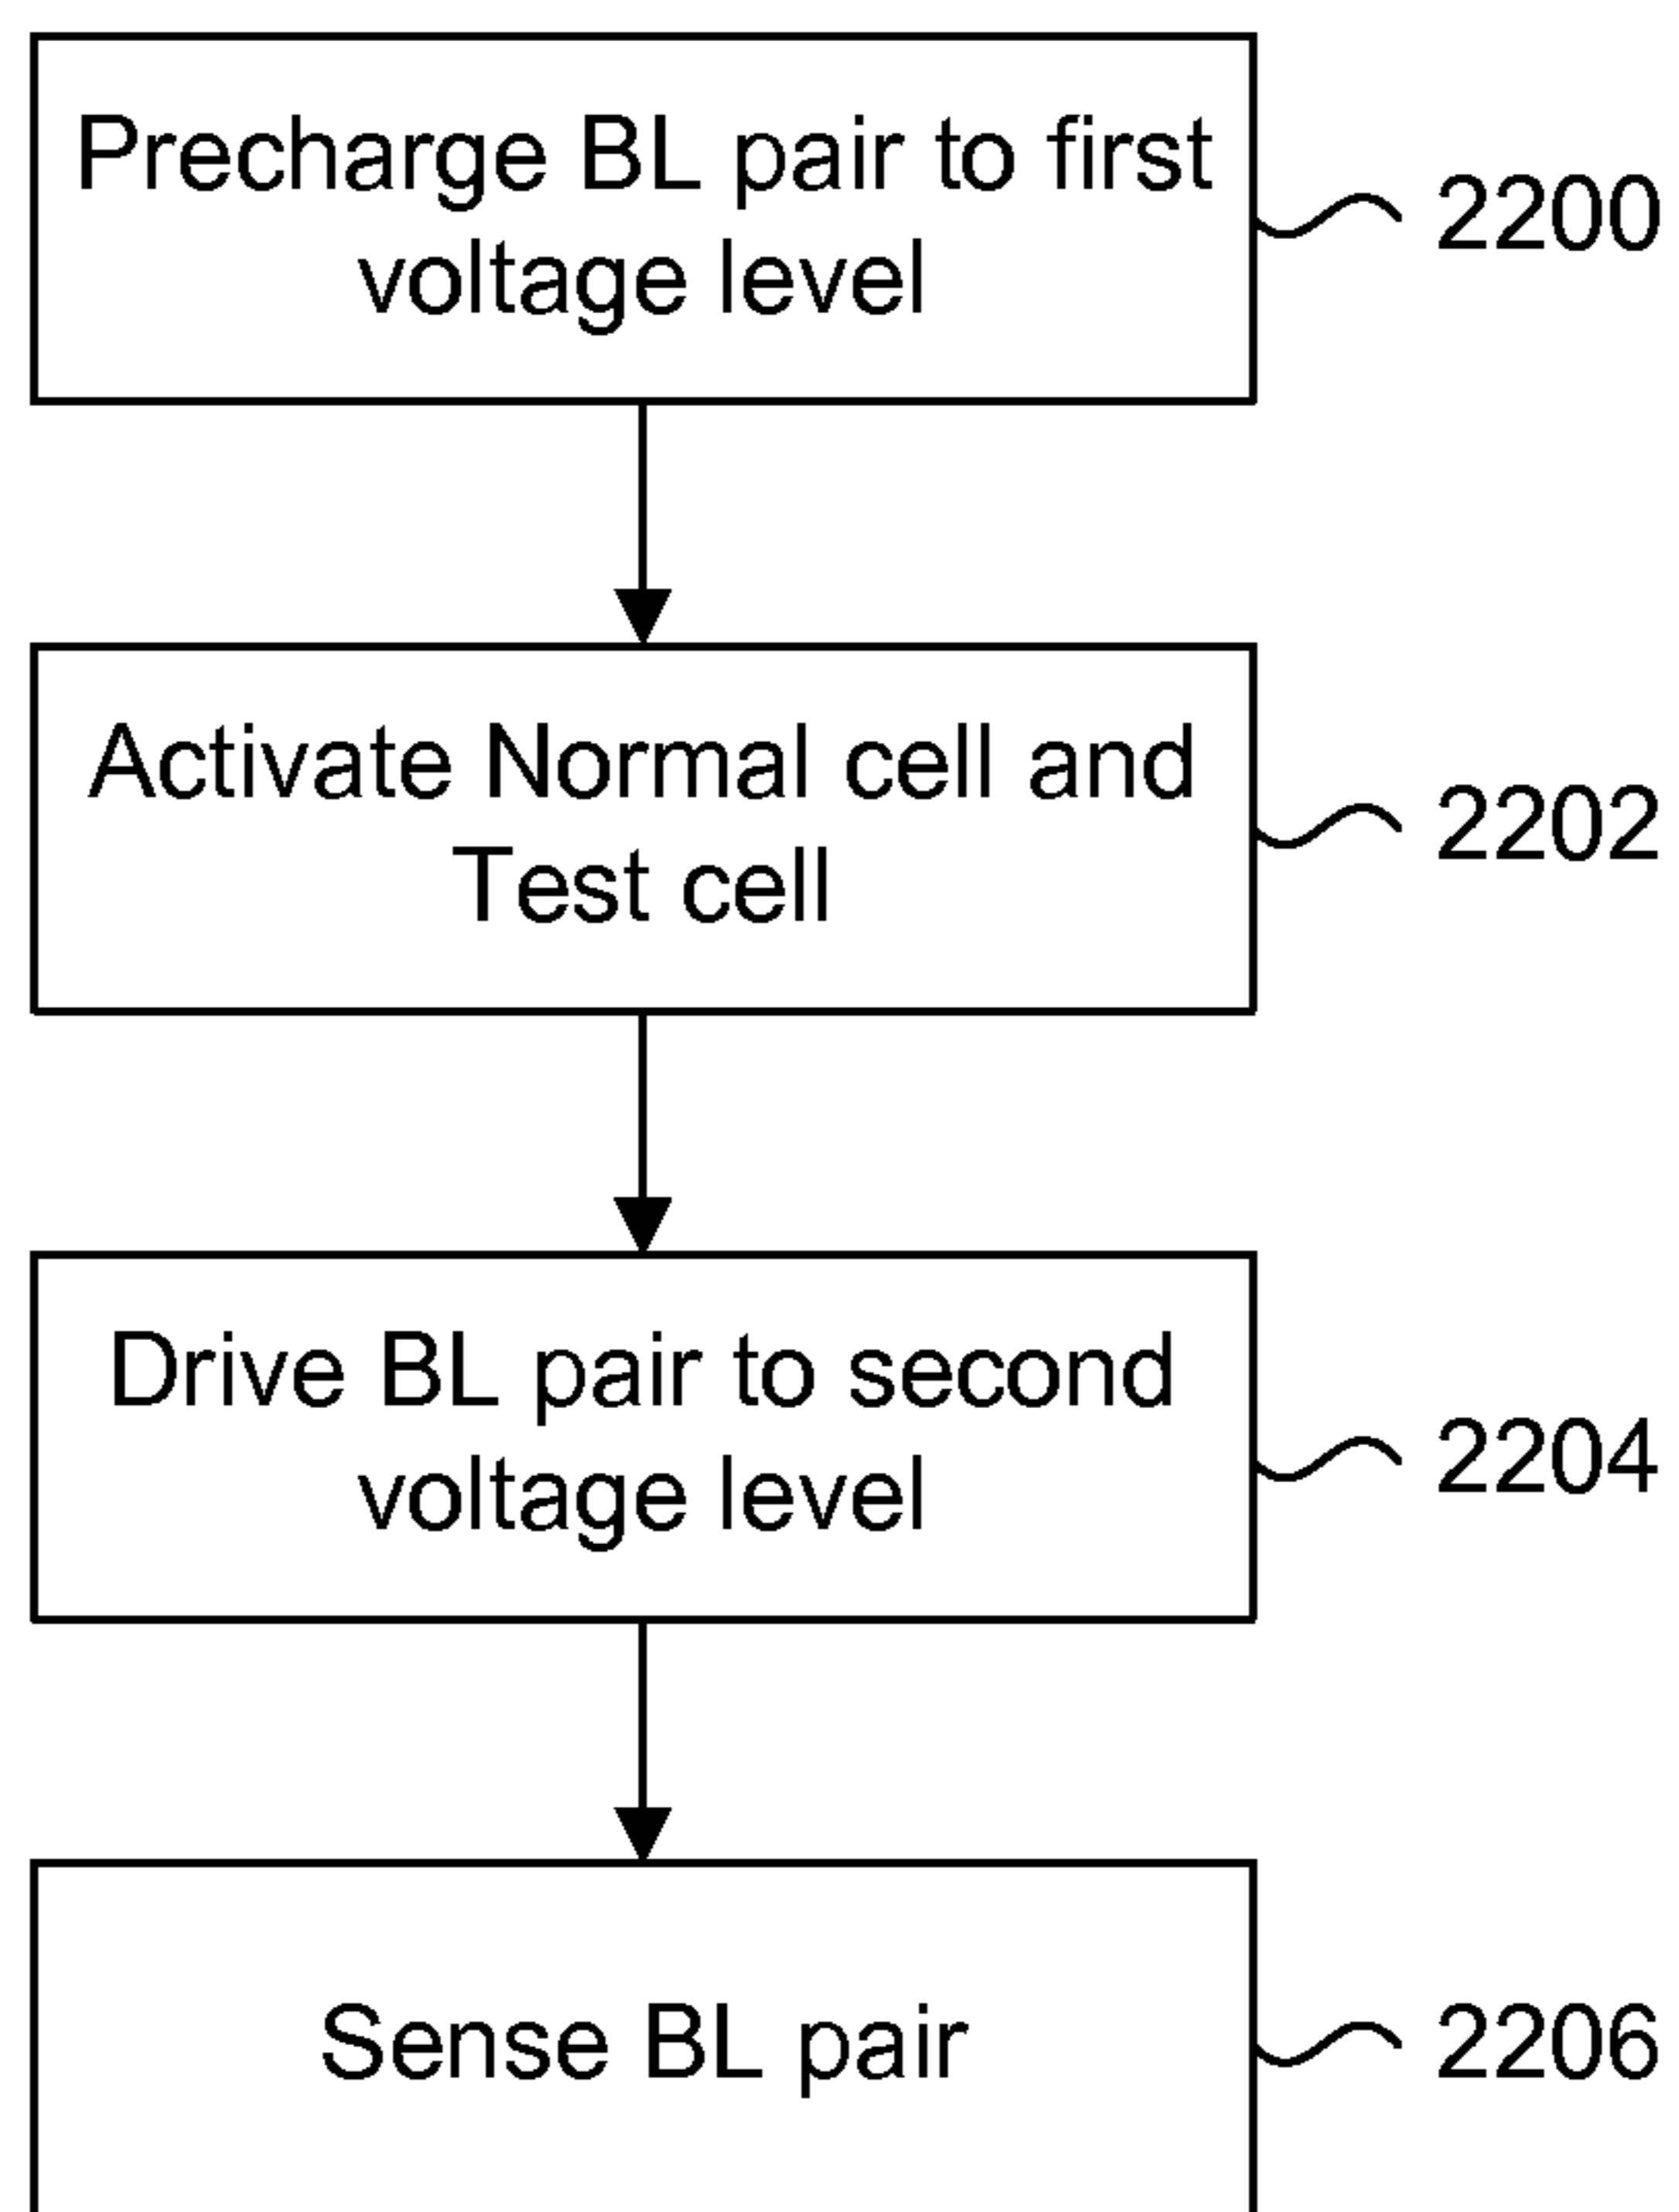 Precharge BL pair to first
voltage level
2200
Activate Normal cell and
Test cell
2202
Drive BL pair to second
voltage level
2204
Sense BL pair
2206